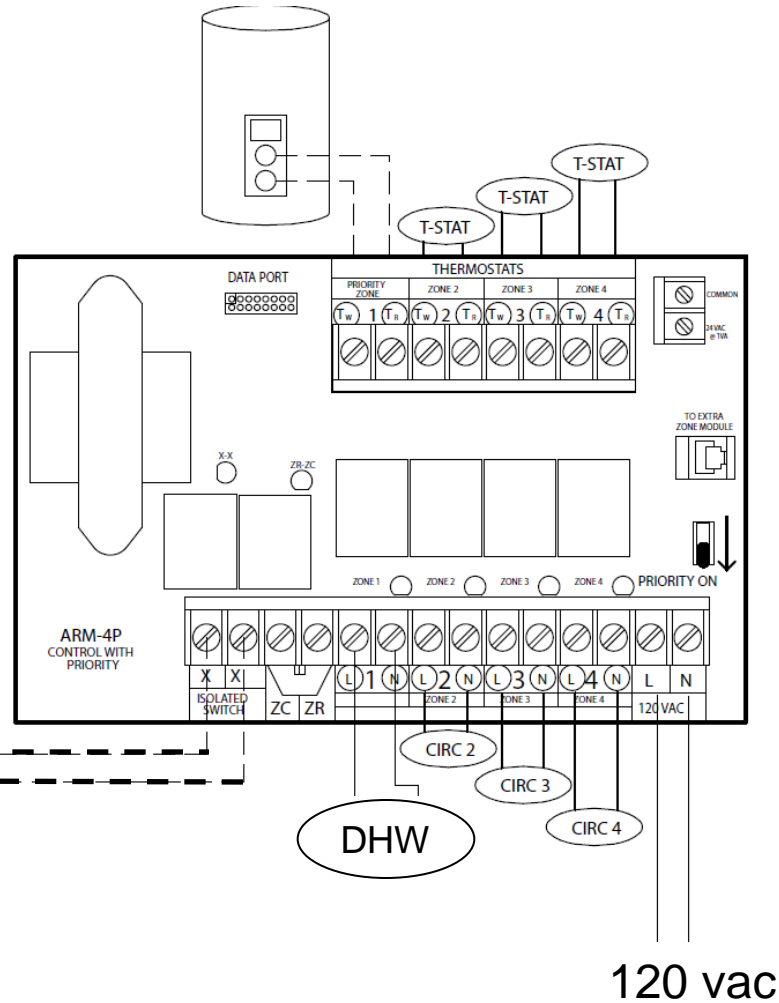 T-STAT
T-STAT
T-STAT
THERMOSTATS
DATA PORT
PRIORITY
ZONE
ZONE 2
ZONE 3
ZONE 4
TW 1 TR TW 2 TR TW 3 TR TW 4 TR
COMMON
24 VAC
@ 1VA
TO EXTRA
ZONE MODULE
X-X
ZR-ZC
ZONE 1
ZONE 2
ZONE 3
ZONE 4
PRIORITY ON
ARM-4P
CONTROL WITH
PRIORITY
X X
ISOLATED
SWITCH
ZC ZR
L 1 N L 2 N L 3 N L 4 N L N
ZONE 2
ZONE 3
ZONE 4
120 VAC
CIRC 2
CIRC 3
CIRC 4
DHW
120 vac